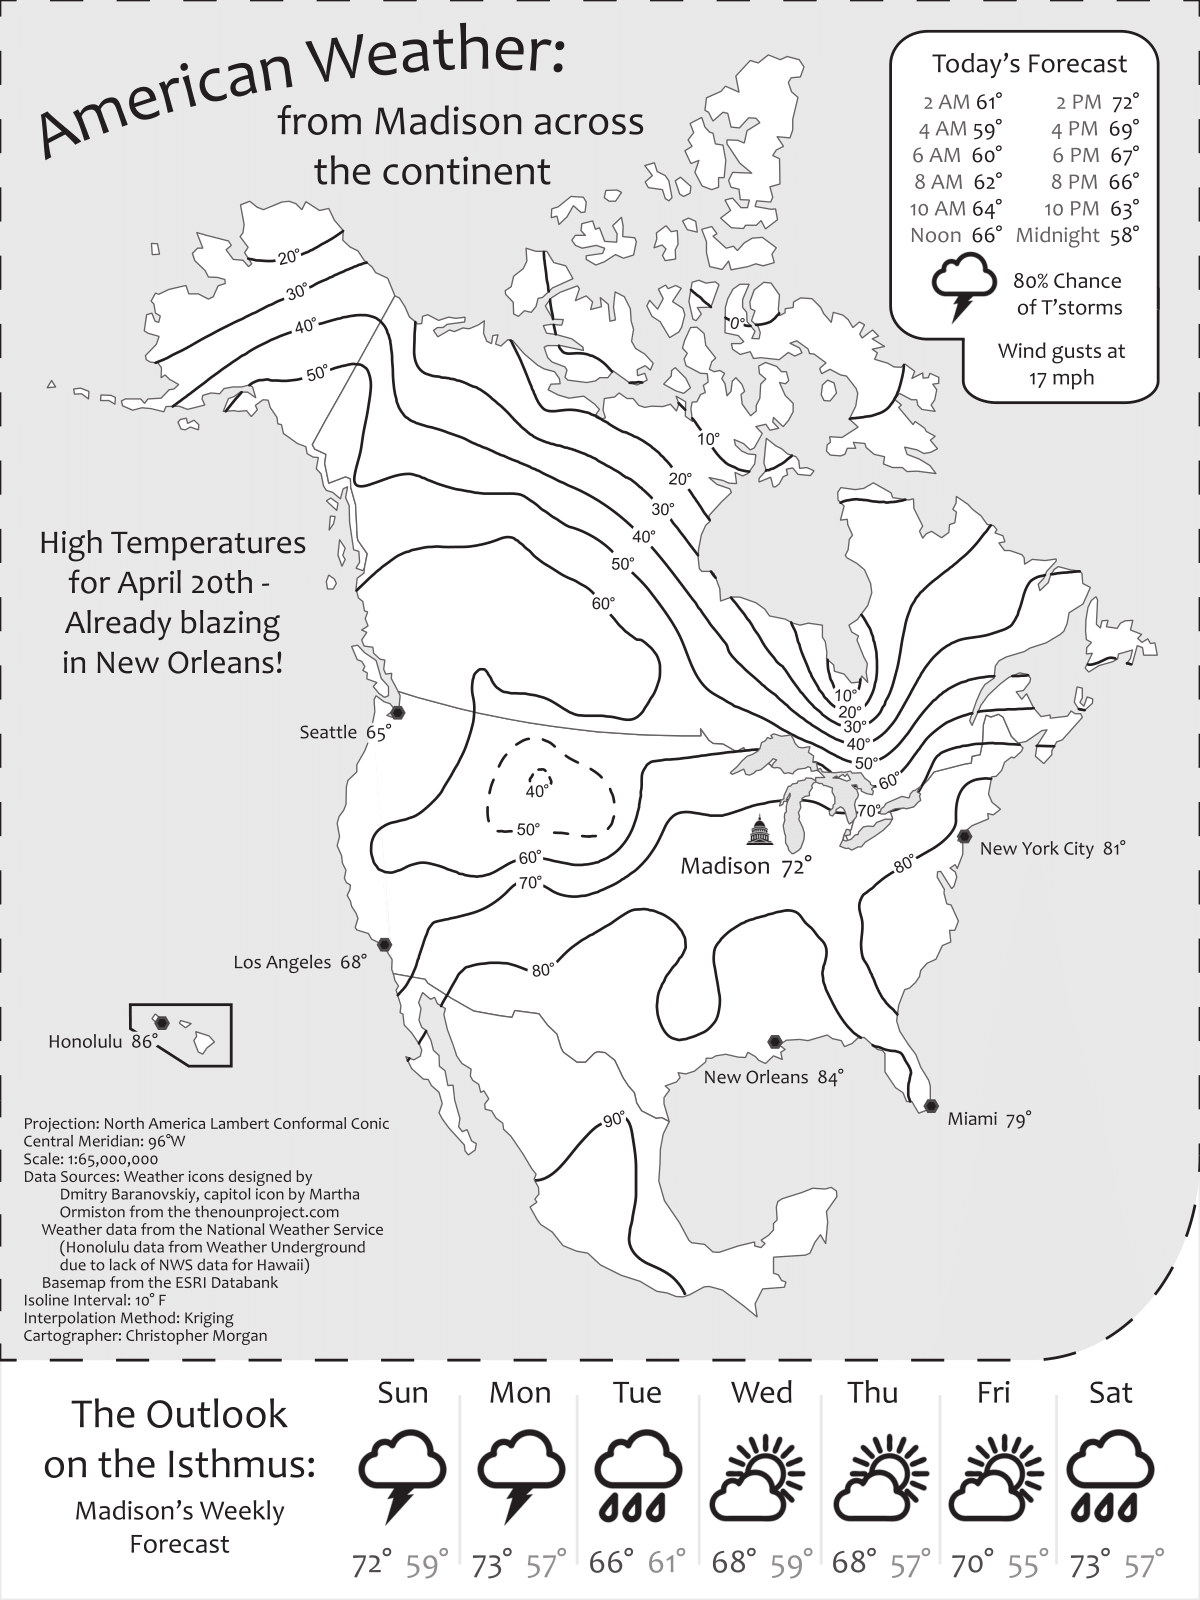 American Weather:
from Madison across
the continent
Today's Forecast
2 AM 61° 2 PM 72°
4 AM 59° 4 PM 69°
6 AM 60° 6 PM 67°
8 AM 62° 8 PM 66°
10 AM 64° 10 PM 63°
Noon 66° Midnight 58°
80% Chance
of T'storms
Wind gusts at
17 mph
20°
30°
40°
50°
0°
10°
20°
30°
40°
50°
60°
High Temperatures
for April 20th -
Already blazing
in New Orleans!
10°
20°
30°
40°
50°
60°
70°
Seattle 65°
40°
50°
60°
70°
80°
Madison 72°
New York City 81°
80°
Los Angeles 68°
Honolulu 86°
New Orleans 84°
Miami 79°
90°
Projection: North America Lambert Conformal Conic
Central Meridian: 96°W
Scale: 1:65,000,000
Data Sources: Weather icons designed by
Dmitry Baranovskiy, capitol icon by Martha
Ormiston from the thenounproject.com
Weather data from the National Weather Service
(Honolulu data from Weather Underground
due to lack of NWS data for Hawaii)
Basemap from the ESRI Databank
Isoline Interval: 10° F
Interpolation Method: Kriging
Cartographer: Christopher Morgan
The Outlook
on the Isthmus:
Madison's Weekly
Forecast
Sun Mon Tue Wed Thu Fri Sat
72° 59° 73° 57° 66° 61° 68° 59° 68° 57° 70° 55° 73° 57°